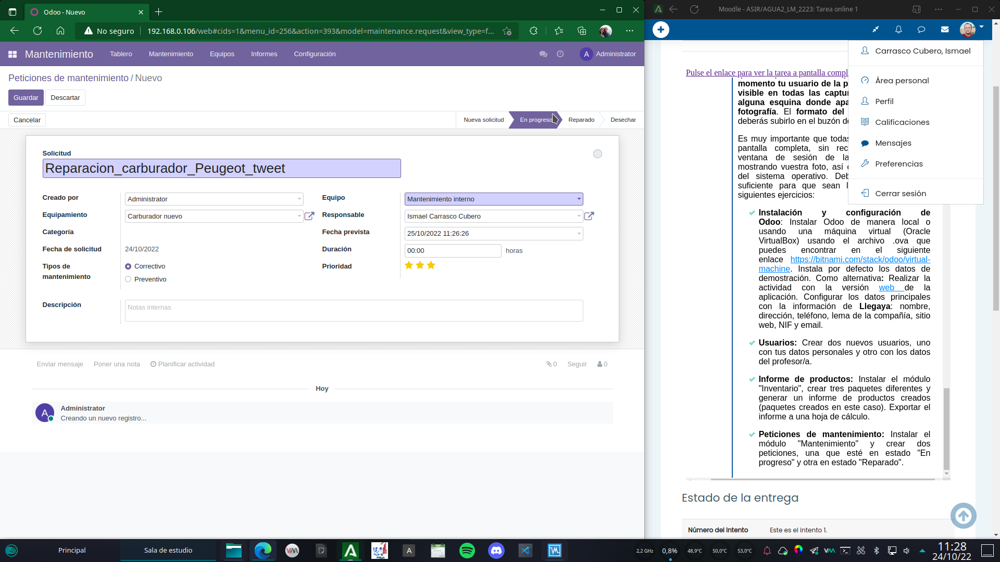 Odoo - Nuevo
No seguro
192.168.0.106/web#cids=1&menu_id=256&action=393&model=maintenance.request&view_type=f...
Mantenimiento
Tablero
Mantenimiento
Equipos
Informes
Configuración
A
Administrator
Peticiones de mantenimiento / Nuevo
Guardar
Descartar
Cancelar
Nueva solicitud
En progreso
Reparado
Desechar
Solicitud
Reparacion_carburador_Peugeot_tweet
Creado por
Administrator
Equipamiento
Carburador nuevo
Categoría
Fecha de solicitud
24/10/2022
Tipos de
mantenimiento
Correctivo
Preventivo
Equipo
Mantenimiento interno
Responsable
Ismael Carrasco Cubero
Fecha prevista
25/10/2022 11:26:26
Duración
00:00
horas
Prioridad
Descripción
Notas internas
Enviar mensaje
Poner una nota
Planificar actividad
0
Seguir
0
Hoy
A
Administrator
Creando un nuevo registro...
Moodle - ASIR/AGUA2_LM_2223: Tarea online 1
Carrasco Cubero, Ismael
Área personal
Perfil
Calificaciones
Mensajes
Preferencias
Cerrar sesión
Pulse el enlace para ver la tarea a pantalla compl
momento tu usuario de la p
visible en todas las captur
alguna esquina donde apa
fotografía. El formato del
deberás subirlo en el buzón de
Es muy importante que todas
pantalla completa, sin rec
ventana de sesión de la
mostrando vuestra foto, así
del sistema operativo. Deb
suficiente para que sean l
siguientes ejercicios:
Instalación y configuración de
Odoo: Instalar Odoo de manera local o
usando una máquina virtual (Oracle
VirtualBox) usando el archivo .ova que
puedes encontrar en el siguiente
enlace https://bitnami.com/stack/odoo/virtual-
machine. Instala por defecto los datos de
demostración. Como alternativa: Realizar la
actividad con la versión web de la
aplicación. Configurar los datos principales
con la información de Llegaya: nombre,
dirección, teléfono, lema de la compañía, sitio
web, NIF y email.
Usuarios: Crear dos nuevos usuarios, uno
con tus datos personales y otro con los datos
del profesor/a.
Informe de productos: Instalar el módulo
"Inventario", crear tres paquetes diferentes y
generar un informe de productos creados
(paquetes creados en este caso). Exportar el
informe a una hoja de cálculo.
Peticiones de mantenimiento: Instalar el
módulo "Mantenimiento" y crear dos
peticiones, una que esté en estado "En
progreso" y otra en estado "Reparado".
Estado de la entrega
Número del Intento
Este es el intento 1.
Principal
Sala de estudio
A
2,2 GHz
0,8%
48,9°C
50,0°C
53,0°C
11:28
24/10/22